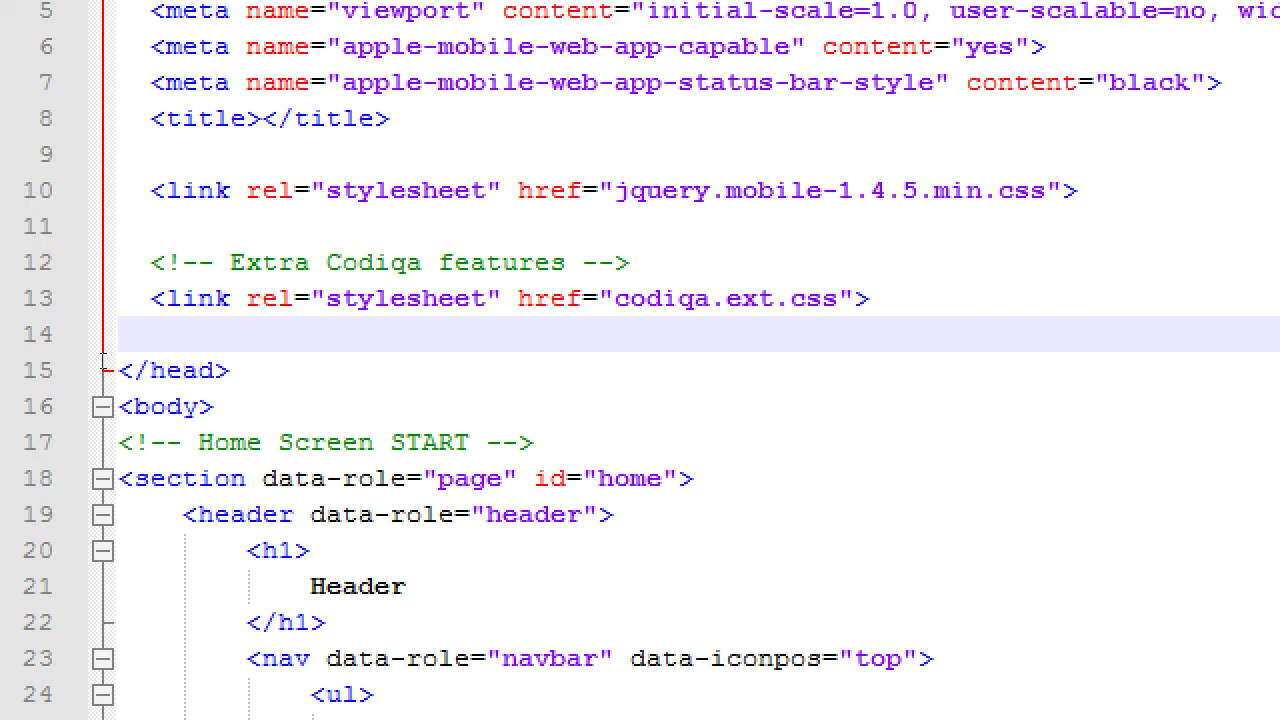 5 <meta name="viewport" content="initial-scale=1.0, user-scalable=no,
6 <meta name="apple-mobile-web-app-capable" content="yes">
7 <meta name="apple-mobile-web-app-status-bar-style" content="black">
8 <title></title>
9
10 <link rel="stylesheet" href="jquery.mobile-1.4.5.min.css">
11
12 <!-- Extra Codiqa features -->
13 <link rel="stylesheet" href="codiqa.ext.css">
14
15 </head>
16 <body>
17 <!-- Home Screen START -->
18 <section data-role="page" id="home">
19 <header data-role="header">
20 <h1>
21 Header
22 </h1>
23 <nav data-role="navbar" data-iconpos="top">
24 <ul>